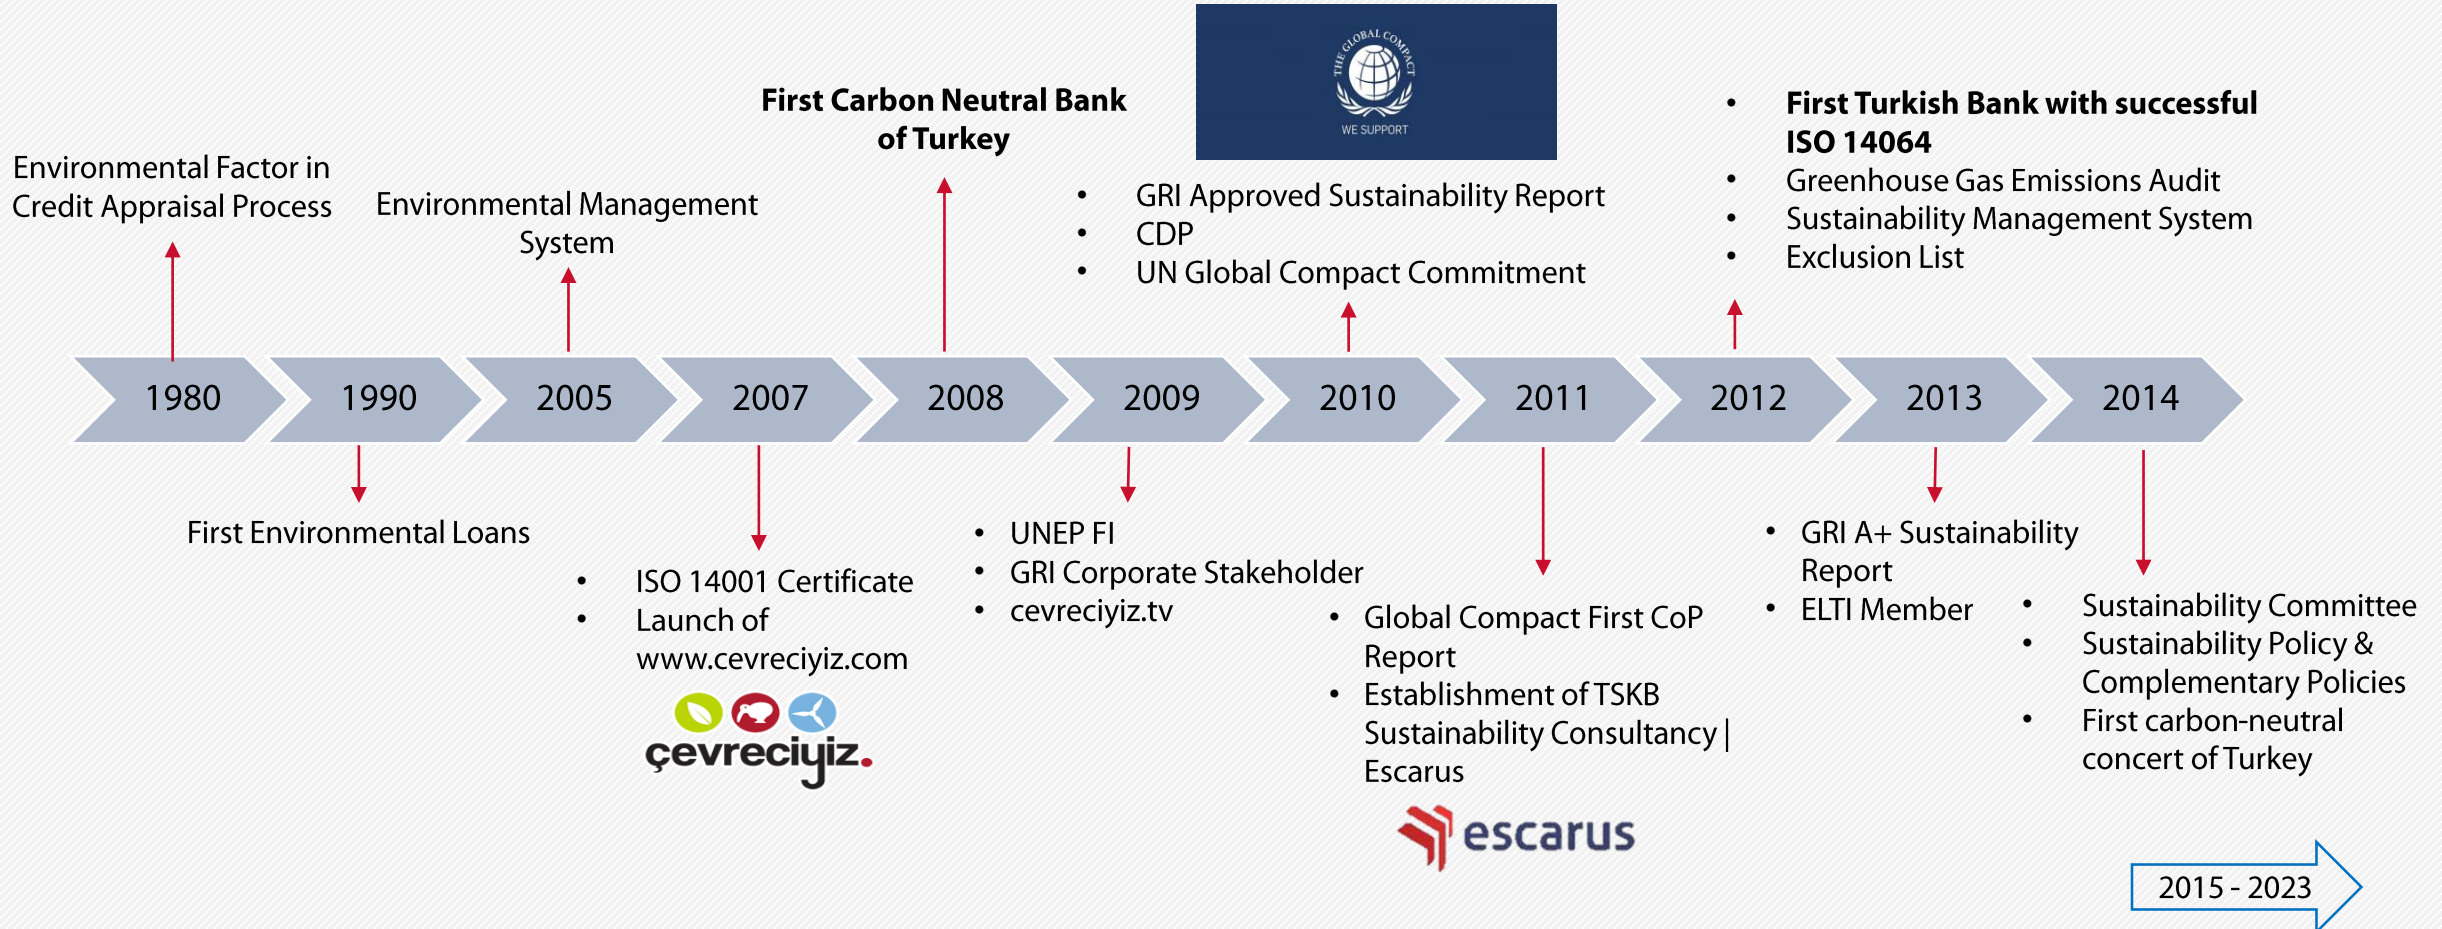 THE GLOBAL COMPACT
WE SUPPORT
Environmental Factor in
Credit Appraisal Process
Environmental Management
System
First Carbon Neutral Bank
of Turkey
• GRI Approved Sustainability Report
• CDP
• UN Global Compact Commitment
• First Turkish Bank with successful
ISO 14064
• Greenhouse Gas Emissions Audit
• Sustainability Management System
• Exclusion List
1980
1990
2005
2007
2008
2009
2010
2011
2012
2013
2014
First Environmental Loans
• ISO 14001 Certificate
• Launch of
www.cevreciyiz.com
çevreciyiz.
• UNEP FI
• GRI Corporate Stakeholder
• cevreciyiz.tv
• Global Compact First CoP
Report
• Establishment of TSKB
Sustainability Consultancy |
Escarus
escarus
• GRI A+ Sustainability
Report
• ELTI Member
• Sustainability Committee
• Sustainability Policy &
Complementary Policies
• First carbon-neutral
concert of Turkey
2015 - 2023